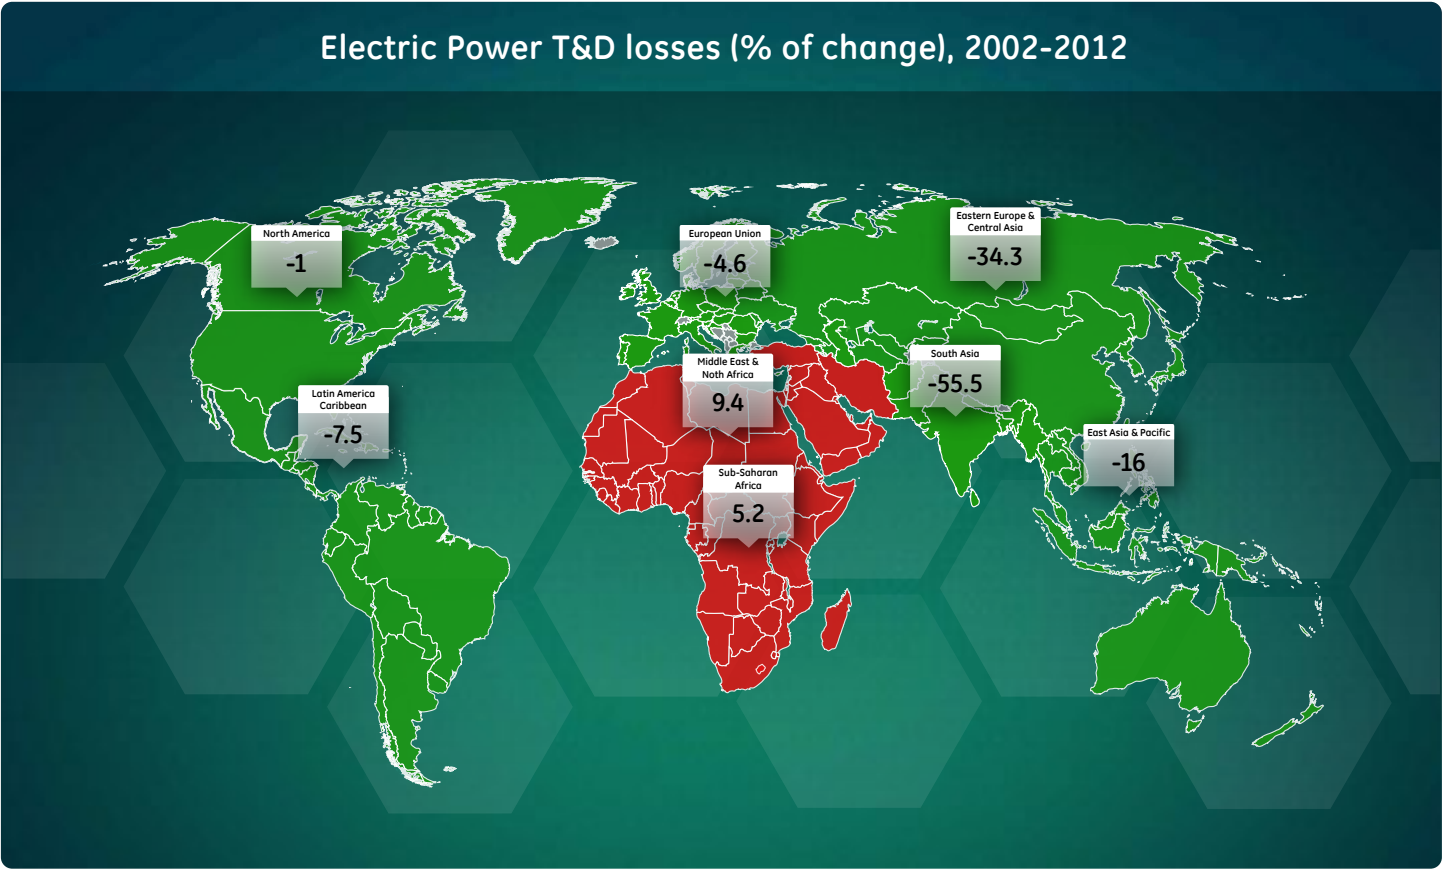 Electric Power T&D losses (% of change), 2002-2012
North America
-1
European Union
-4.6
Eastern Europe &
Central Asia
-34.3
Latin America
Caribbean
-7.5
Middle East &
Noth Africa
9.4
South Asia
-55.5
East Asia & Pacific
-16
Sub-Saharan
Africa
5.2